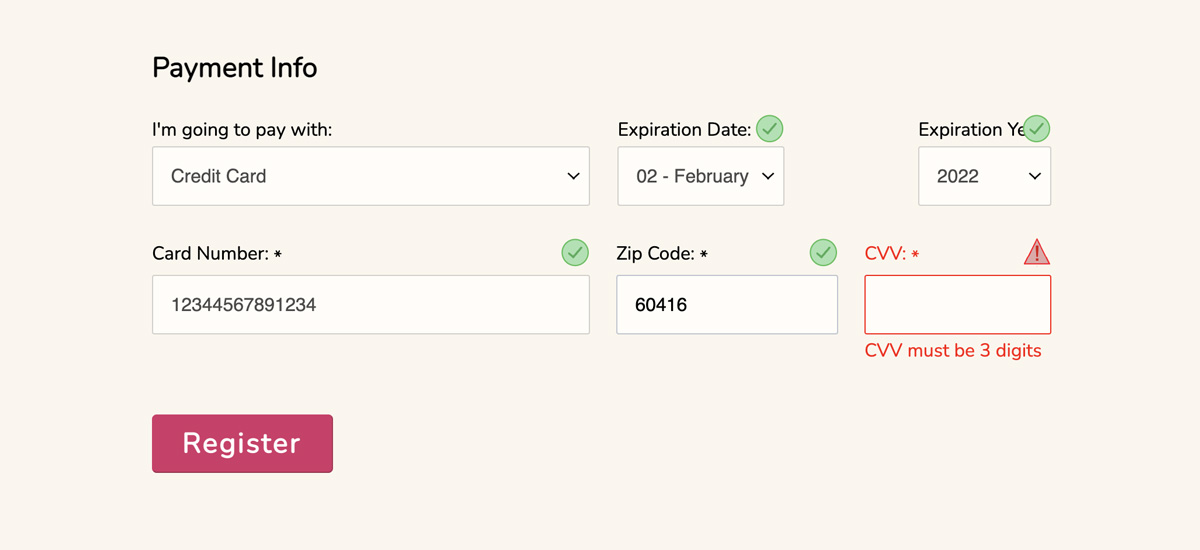 Payment Info
I'm going to pay with:
Expiration Date:
Expiration Ye
Credit Card
02 - February
2022
Card Number: *
Zip Code: *
CVV: *
12344567891234
60416
CVV must be 3 digits
Register